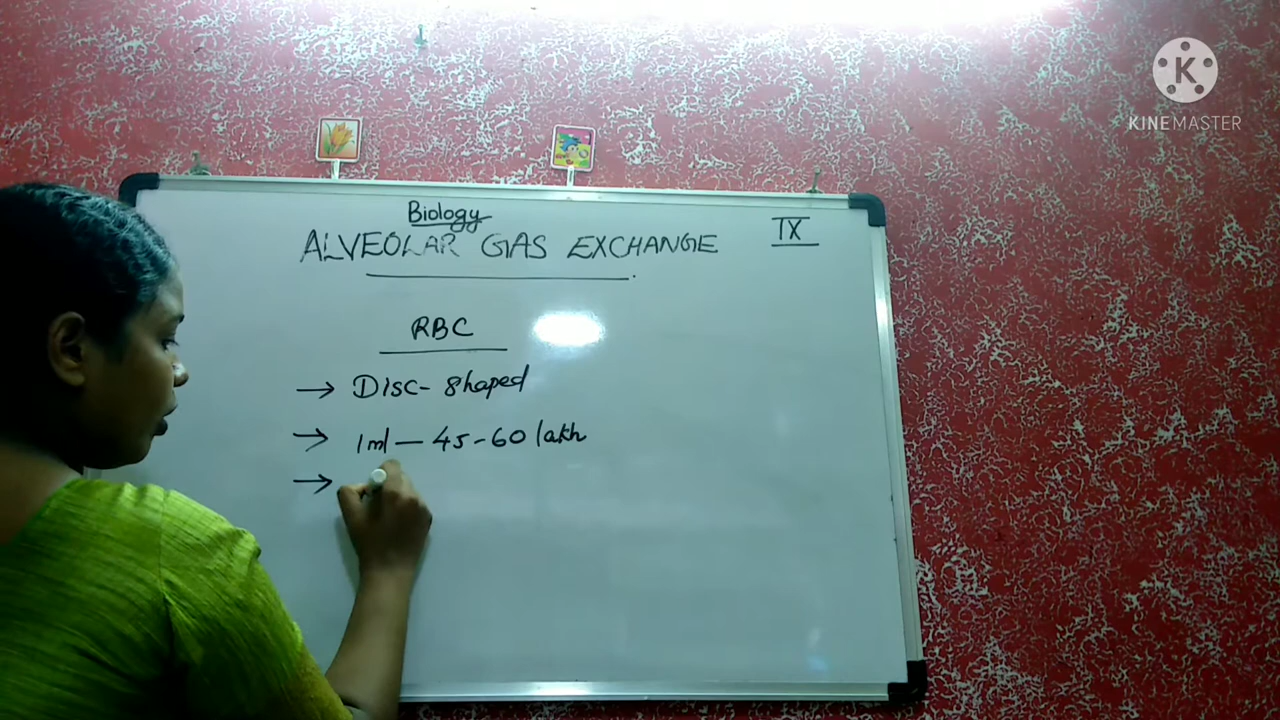 K
KINEMASTER
Biology
ALVEOLAR GAS EXCHANGE
IX
RBC
→ Disc-shaped
→ 1ml — 45-60 lakh
→